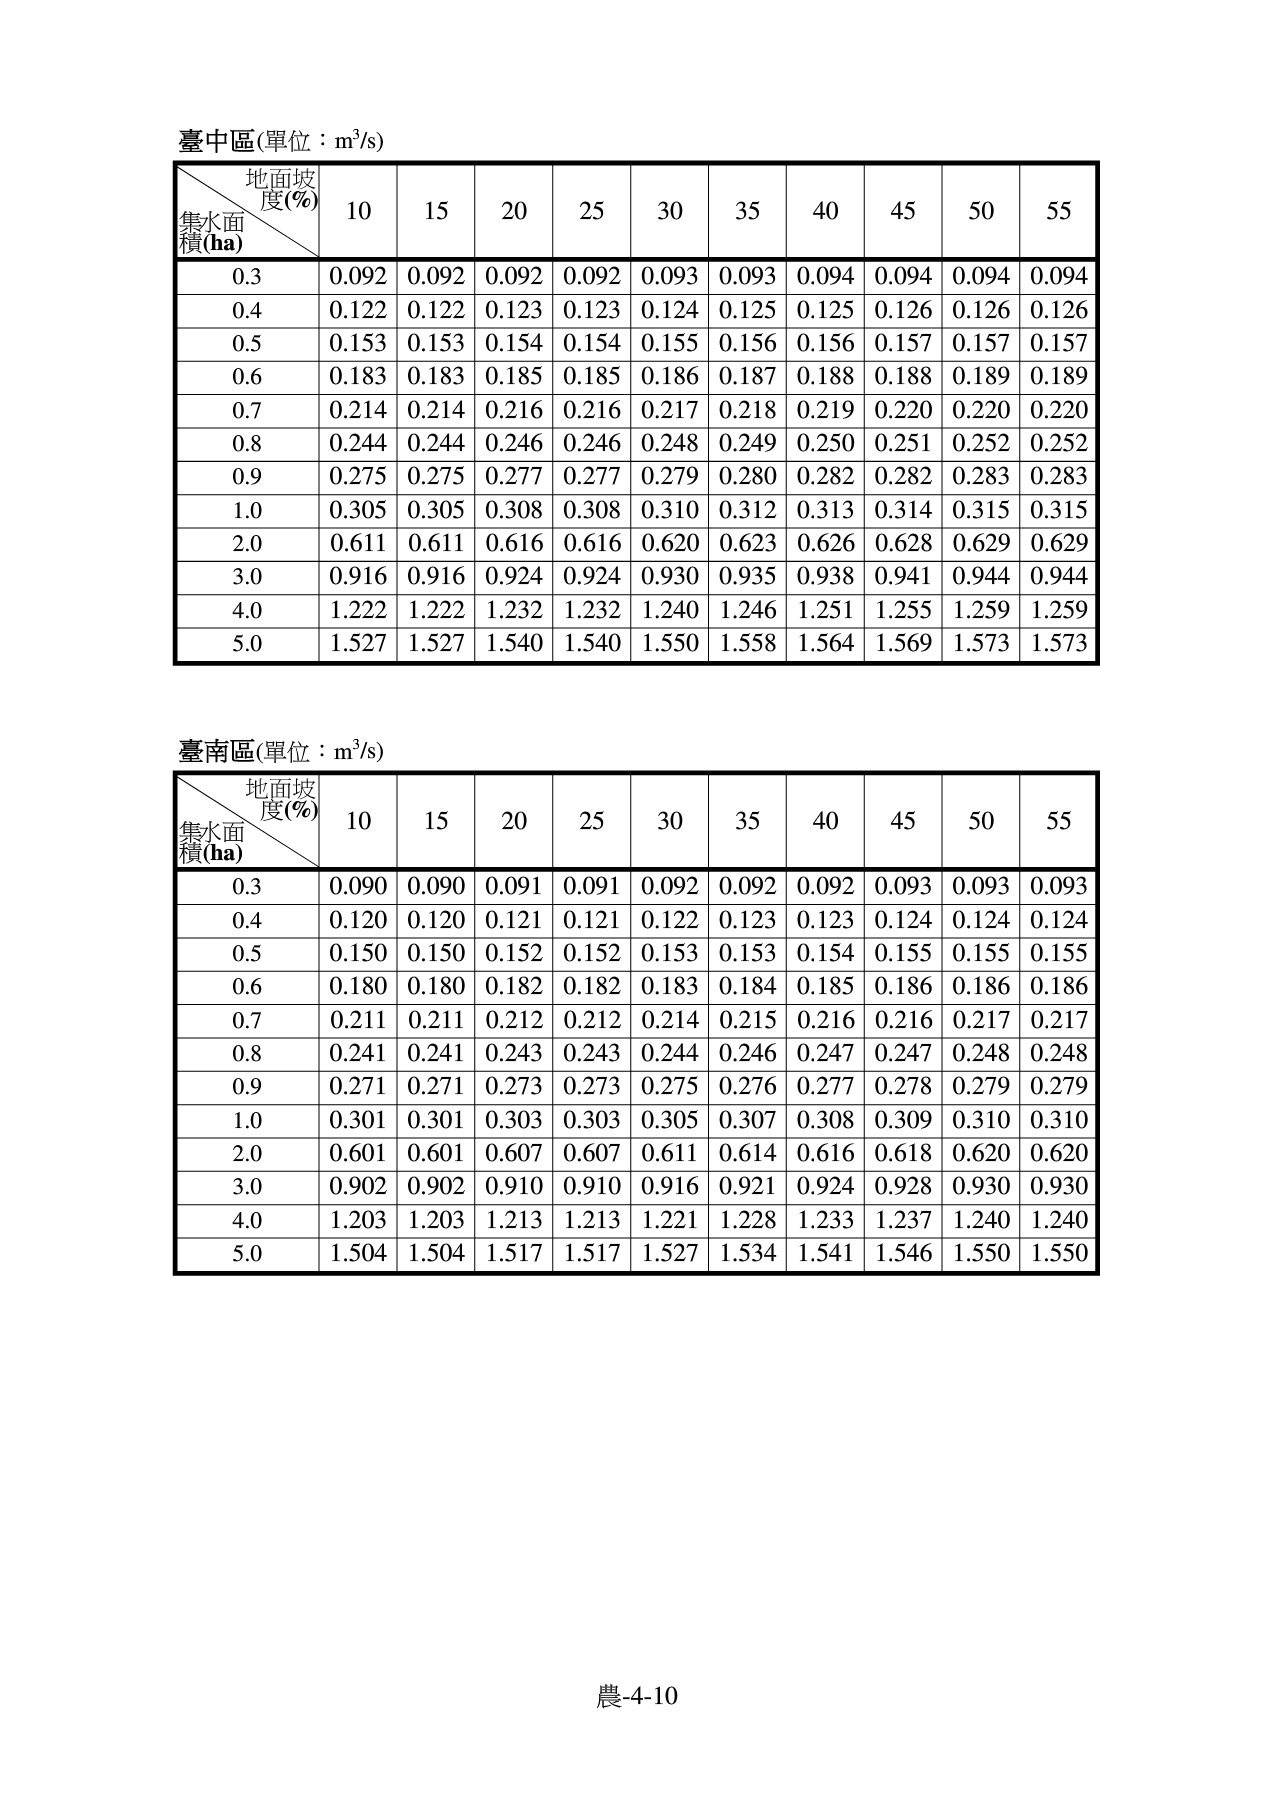 臺中區(單位：m³/s)
地面坡
度(%)
集水面
積(ha)
10 15 20 25 30 35 40 45 50 55
0.3 0.092 0.092 0.092 0.092 0.093 0.093 0.094 0.094 0.094 0.094
0.4 0.122 0.122 0.123 0.123 0.124 0.125 0.125 0.126 0.126 0.126
0.5 0.153 0.153 0.154 0.154 0.155 0.156 0.156 0.157 0.157 0.157
0.6 0.183 0.183 0.185 0.185 0.186 0.187 0.188 0.188 0.189 0.189
0.7 0.214 0.214 0.216 0.216 0.217 0.218 0.219 0.220 0.220 0.220
0.8 0.244 0.244 0.246 0.246 0.248 0.249 0.250 0.251 0.252 0.252
0.9 0.275 0.275 0.277 0.277 0.279 0.280 0.282 0.282 0.283 0.283
1.0 0.305 0.305 0.308 0.308 0.310 0.312 0.313 0.314 0.315 0.315
2.0 0.611 0.611 0.616 0.616 0.620 0.623 0.626 0.628 0.629 0.629
3.0 0.916 0.916 0.924 0.924 0.930 0.935 0.938 0.941 0.944 0.944
4.0 1.222 1.222 1.232 1.232 1.240 1.246 1.251 1.255 1.259 1.259
5.0 1.527 1.527 1.540 1.540 1.550 1.558 1.564 1.569 1.573 1.573
臺南區(單位：m³/s)
地面坡
度(%)
集水面
積(ha)
10 15 20 25 30 35 40 45 50 55
0.3 0.090 0.090 0.091 0.091 0.092 0.092 0.092 0.093 0.093 0.093
0.4 0.120 0.120 0.121 0.121 0.122 0.123 0.123 0.124 0.124 0.124
0.5 0.150 0.150 0.152 0.152 0.153 0.153 0.154 0.155 0.155 0.155
0.6 0.180 0.180 0.182 0.182 0.183 0.184 0.185 0.186 0.186 0.186
0.7 0.211 0.211 0.212 0.212 0.214 0.215 0.216 0.216 0.217 0.217
0.8 0.241 0.241 0.243 0.243 0.244 0.246 0.247 0.247 0.248 0.248
0.9 0.271 0.271 0.273 0.273 0.275 0.276 0.277 0.278 0.279 0.279
1.0 0.301 0.301 0.303 0.303 0.305 0.307 0.308 0.309 0.310 0.310
2.0 0.601 0.601 0.607 0.607 0.611 0.614 0.616 0.618 0.620 0.620
3.0 0.902 0.902 0.910 0.910 0.916 0.921 0.924 0.928 0.930 0.930
4.0 1.203 1.203 1.213 1.213 1.221 1.228 1.233 1.237 1.240 1.240
5.0 1.504 1.504 1.517 1.517 1.527 1.534 1.541 1.546 1.550 1.550
農-4-10